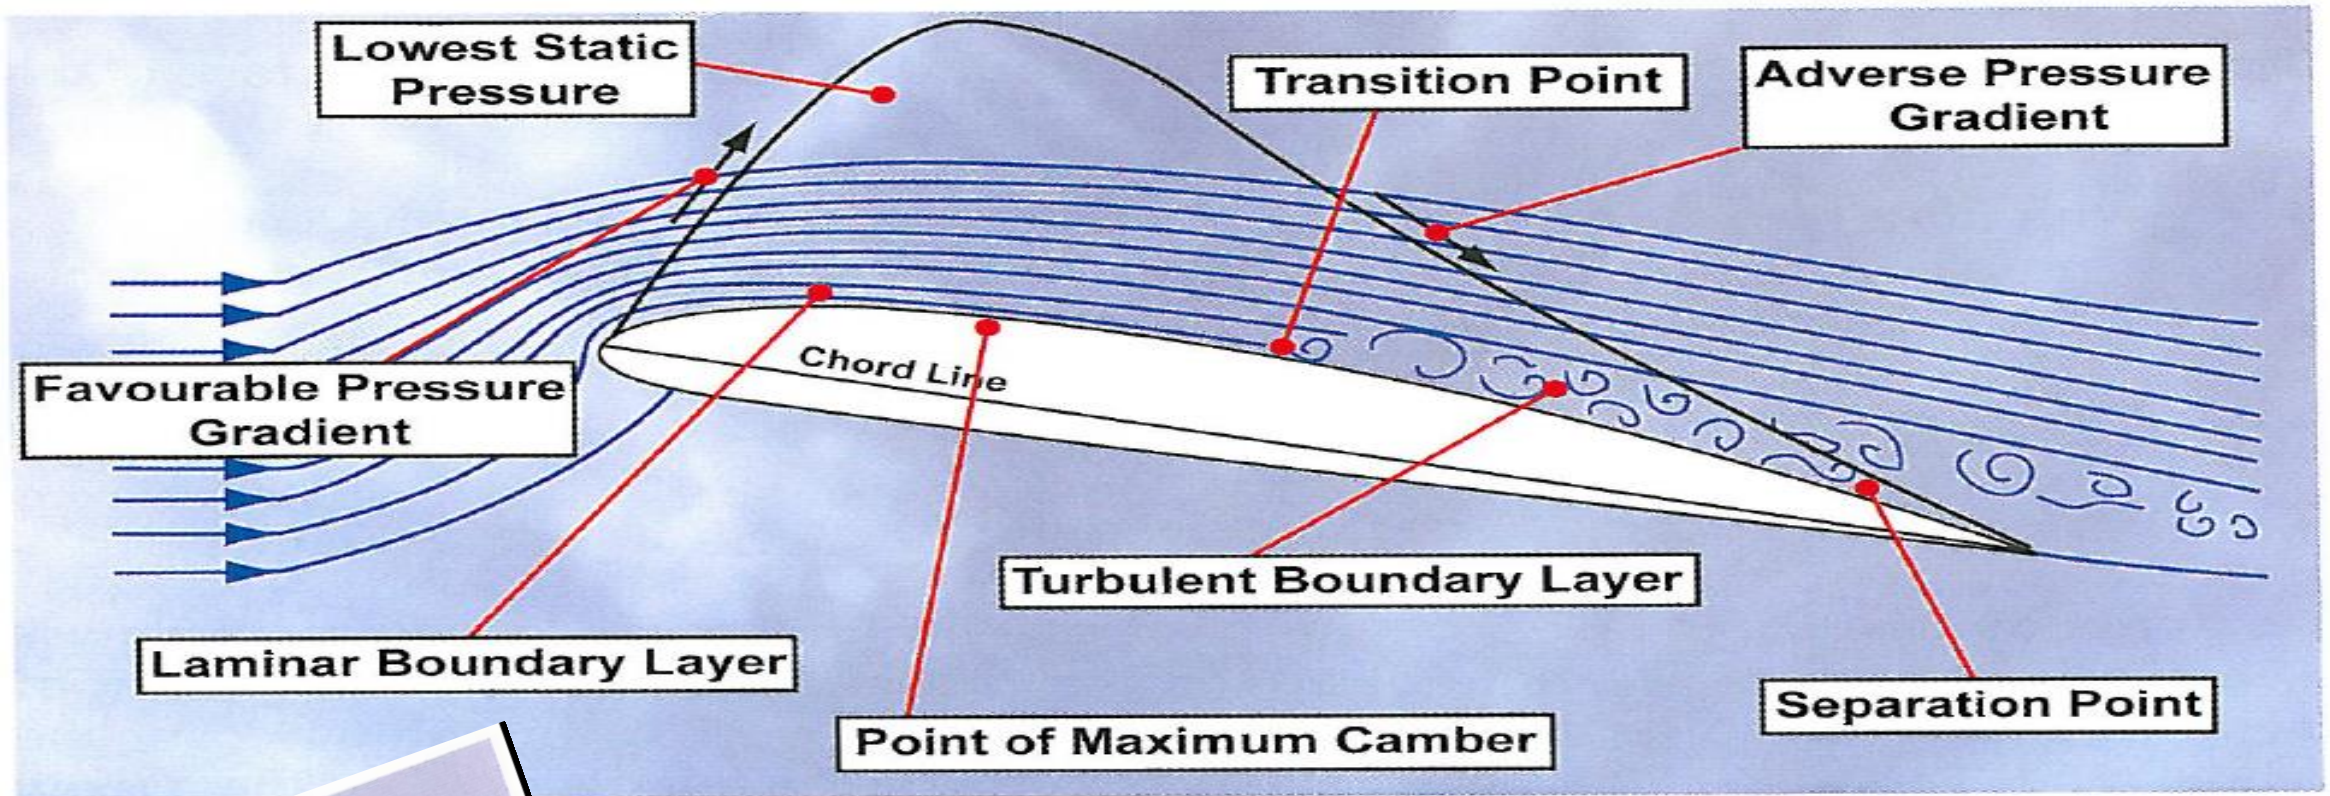 Lowest Static
Pressure
Transition Point
Adverse Pressure
Gradient
Favourable Pressure
Gradient
Chord Line
Turbulent Boundary Layer
Laminar Boundary Layer
Separation Point
Point of Maximum Camber